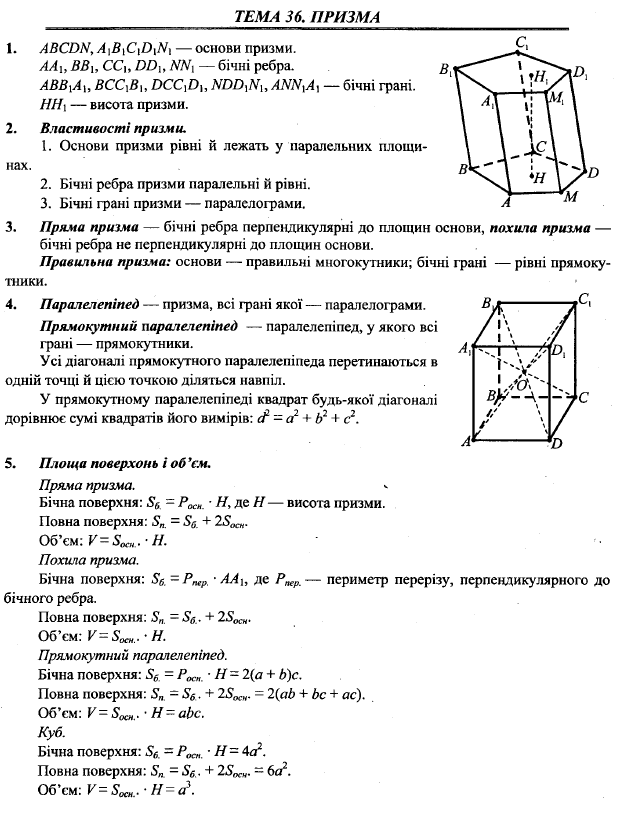 ТЕМА 36. ПРИЗМА
1. ABCDN, A₁B₁C₁D₁N₁ — основи призми.
AA₁, BB₁, CC₁, DD₁, NN₁ — бічні ребра.
ABB₁A₁, BCC₁B₁, DCC₁D₁, NDD₁N₁, ANN₁A₁ — бічні грані.
HH₁ — висота призми.
C₁
B₁
H₁
D₁
A₁
M₁
B
C
H
D
A
M
2. Властивості призми.
1. Основи призми рівні й лежать у паралельних площи-
нах.
2. Бічні ребра призми паралельні й рівні.
3. Бічні грані призми — паралелограми.
3. Пряма призма — бічні ребра перпендикулярні до площин основи, похила призма —
бічні ребра не перпендикулярні до площин основи.
Правильна призма: основи — правильні многокутники; бічні грані — рівні прямоку-
тники.
4. Паралелепіпед — призма, всі грані якої — паралелограми.
Прямокутний паралелепіпед — паралелепіпед, у якого всі
грані — прямокутники.
Усі діагоналі прямокутного паралелепіпеда перетинаються в
одній точці й цією точкою діляться навпіл.
У прямокутному паралелепіпеді квадрат будь-якої діагоналі
дорівнює сумі квадратів його вимірів: d² = a² + b² + c².
B₁
C₁
A₁
D₁
O
B
C
A
D
5. Площа поверхонь і об’єм.
Пряма призма.
Бічна поверхня: Sб. = Pосн. · H, де H — висота призми.
Повна поверхня: Sп. = Sб. + 2Sосн.
Об’єм: V = Sосн.. · H.
Похила призма.
Бічна поверхня: Sб. = Pпер. · AA₁, де Pпер. — периметр перерізу, перпендикулярного до
бічного ребра.
Повна поверхня: Sп. = Sб.. + 2Sосн.
Об’єм: V = Sосн.. · H.
Прямокутний паралелепіпед.
Бічна поверхня: Sб. = Pосн. · H = 2(a + b)c.
Повна поверхня: Sп. = Sб.. + 2Sосн. = 2(ab + bc + ac).
Об’єм: V = Sосн.. · H = abc.
Куб.
Бічна поверхня: Sб. = Pосн. · H = 4a².
Повна поверхня: Sп. = Sб.. + 2Sосн. = 6a².
Об’єм: V = Sосн.. · H = a³.